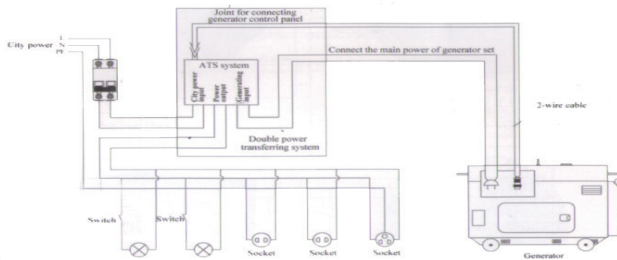 Joint for connecting
generator control panel
L
N
PE
City power
ATS system
City power
input
Power
output
Generating
input
Connect the main power of generator set
2-wire cable
Double power
transferring system
Switch
Switch
Socket
Socket
Socket
Generator